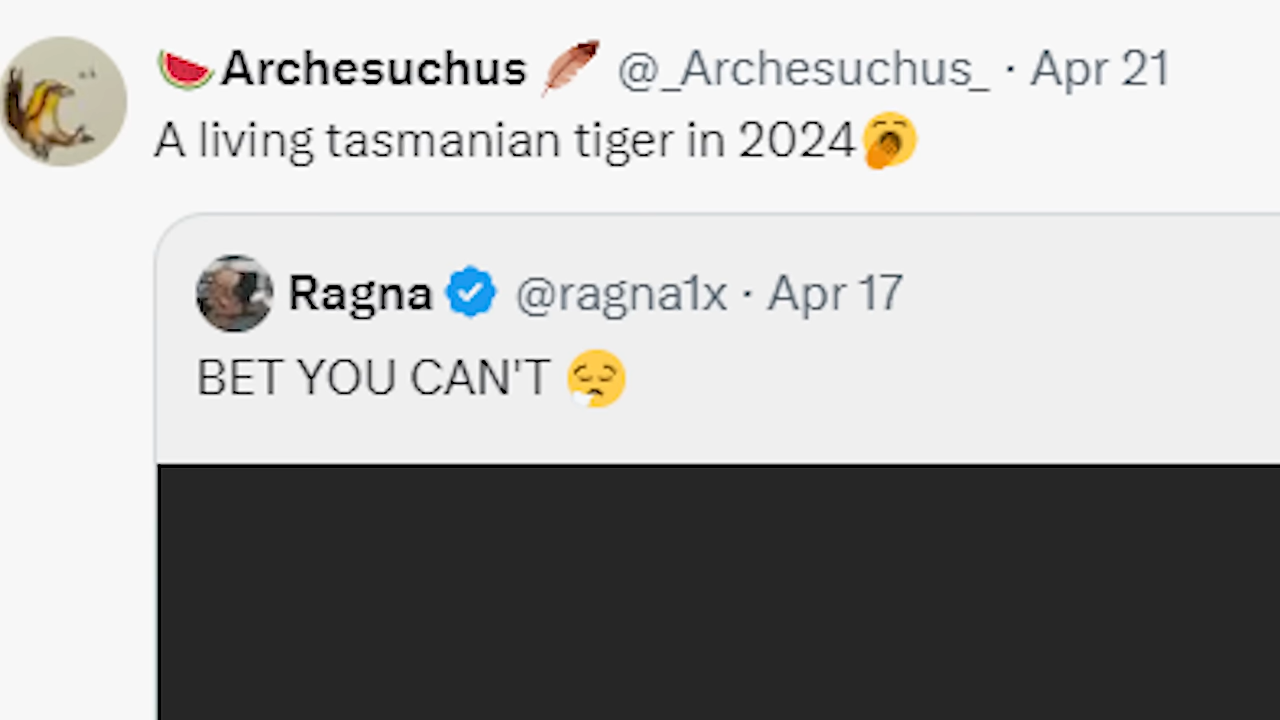 🍉Archesuchus 🪶 @_Archesuchus_ · Apr 21
A living tasmanian tiger in 2024🥱
Ragna @ragna1x · Apr 17
BET YOU CAN'T 😮‍💨